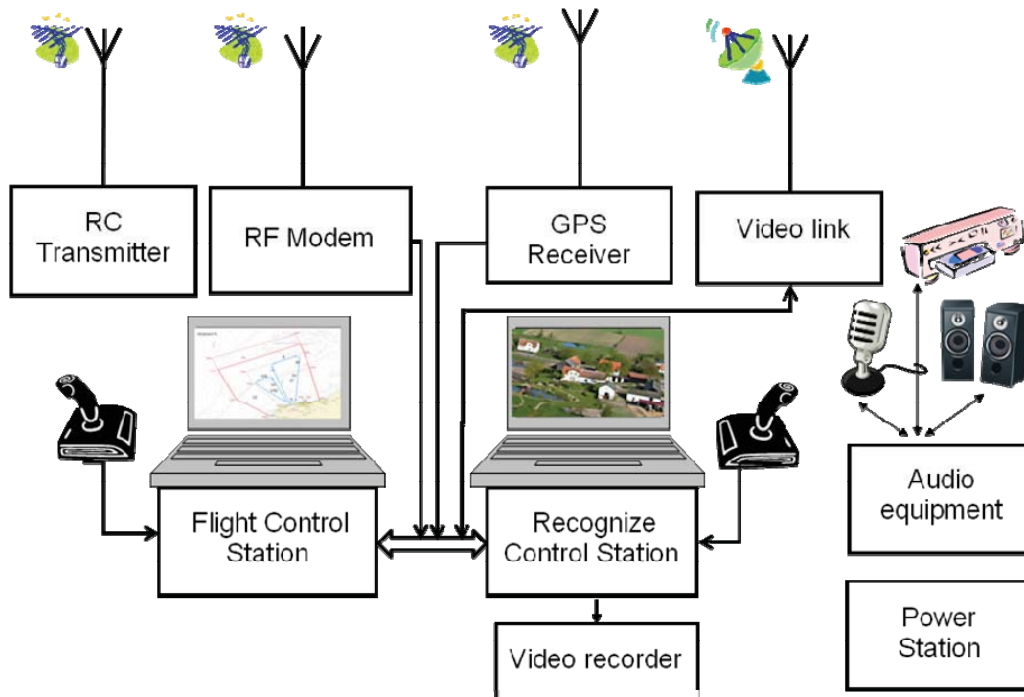 RC
Transmitter
RF Modem
GPS
Receiver
Video link
Flight Control
Station
Recognize
Control Station
Audio
equipment
Video recorder
Power
Station